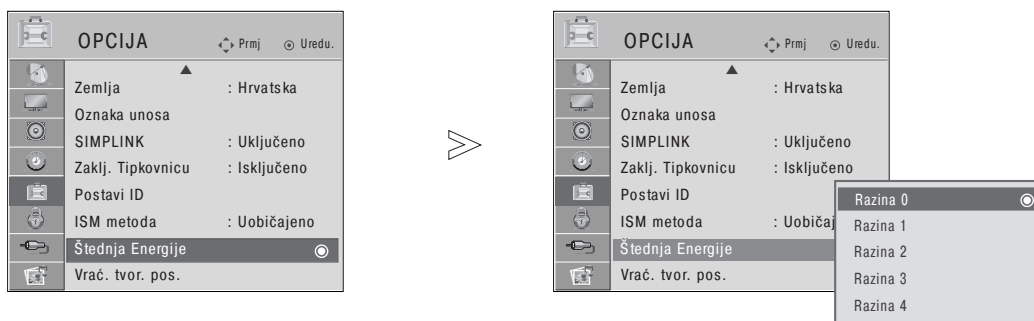 OPCIJA Prmj Uredu.
Zemlja : Hrvatska
Oznaka unosa
SIMPLINK : Uključeno
Zaklj. Tipkovnicu : Isključeno
Postavi ID
ISM metoda : Uobičajeno
Štednja Energije
Vrać. tvor. pos.
OPCIJA Prmj Uredu.
Zemlja : Hrvatska
Oznaka unosa
SIMPLINK : Uključeno
Zaklj. Tipkovnicu : Isključeno
Postavi ID
ISM metoda : Uobičaj
Štednja Energije
Vrać. tvor. pos.
Razina 0
Razina 1
Razina 2
Razina 3
Razina 4